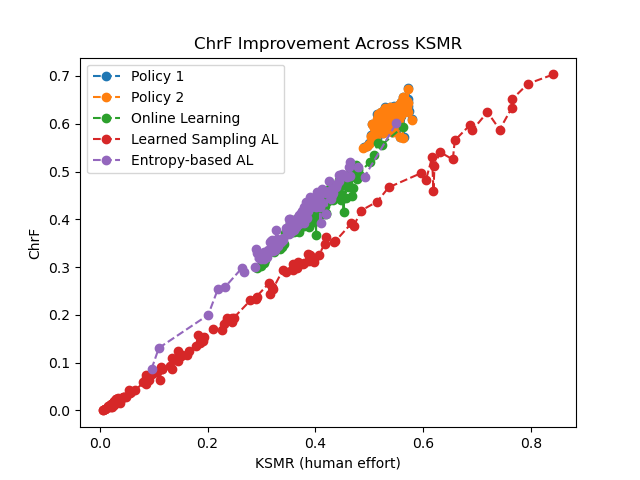 ChrF Improvement Across KSMR
Policy 1
Policy 2
Online Learning
Learned Sampling AL
Entropy-based AL
ChrF
0.7
0.6
0.5
0.4
0.3
0.2
0.1
0.0
0.0 0.2 0.4 0.6 0.8
KSMR (human effort)